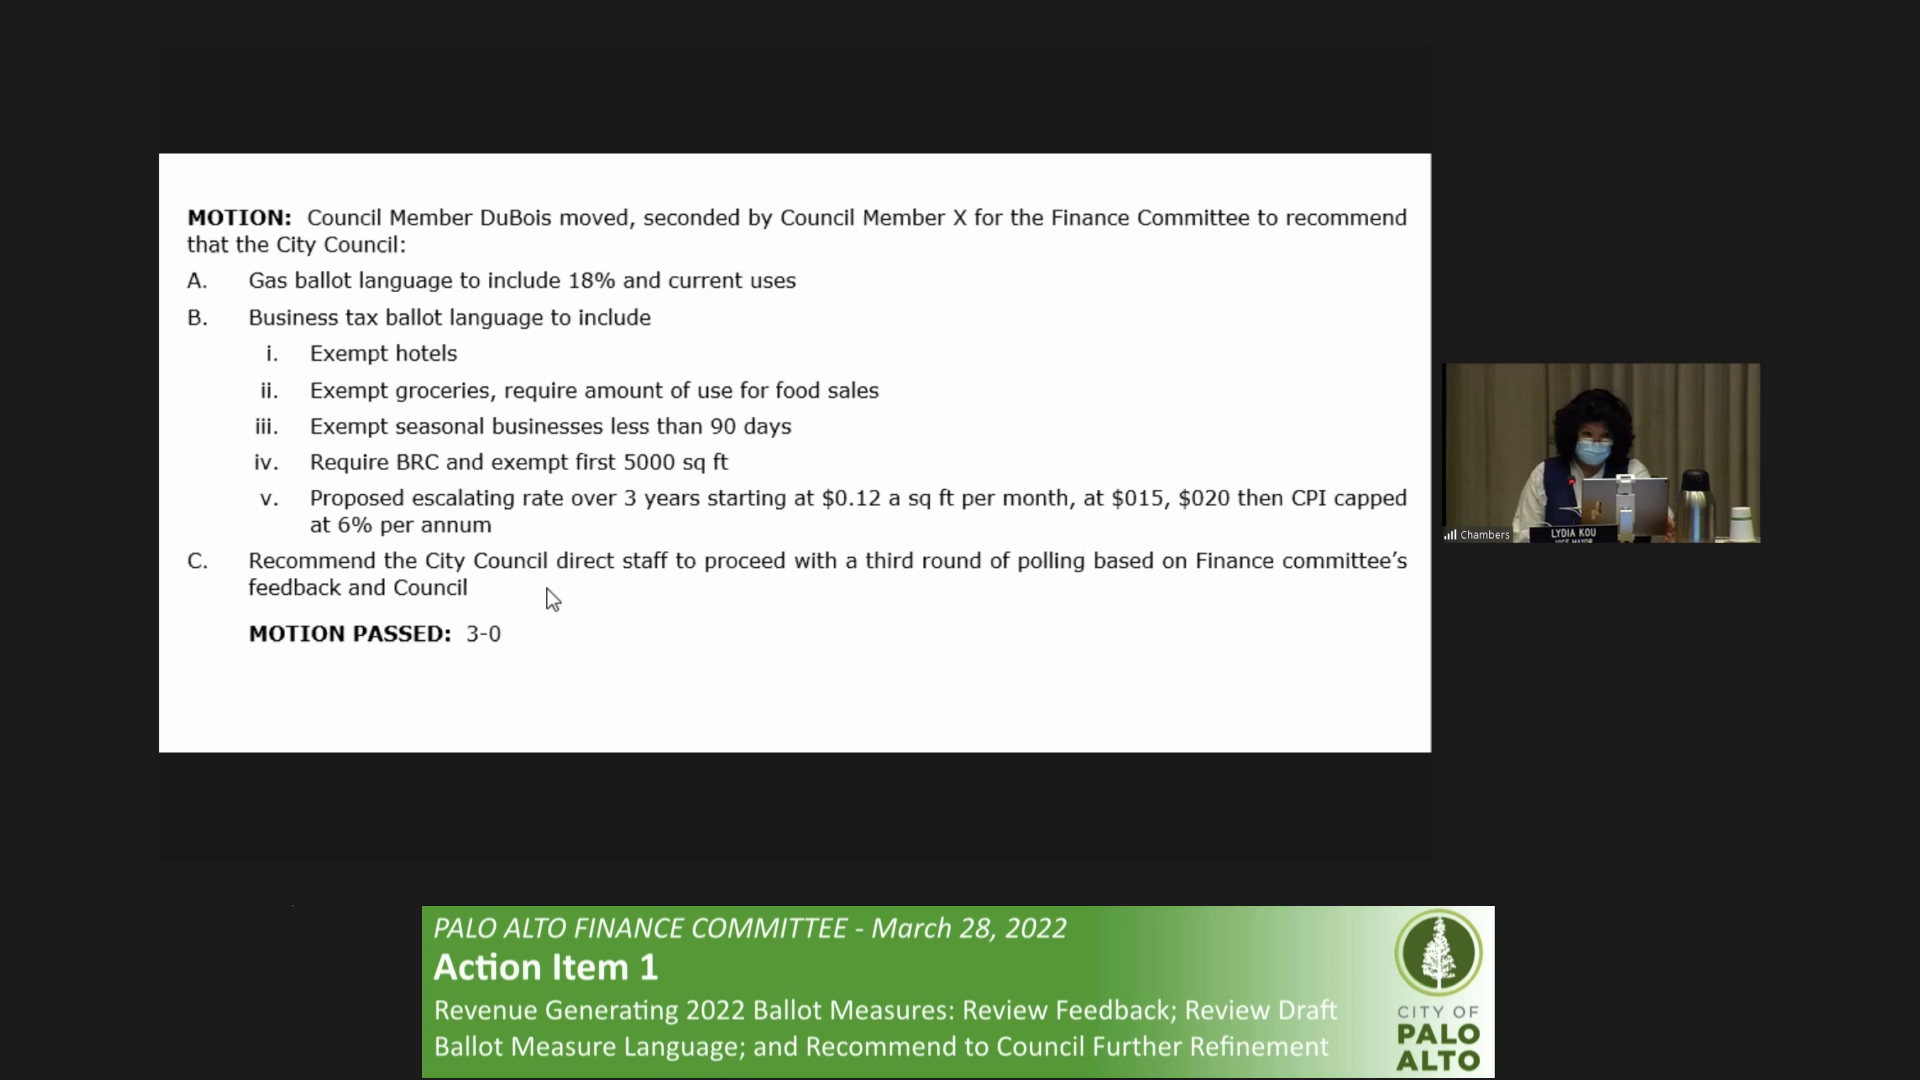 MOTION: Council Member DuBois moved, seconded by Council Member X for the Finance Committee to recommend
that the City Council:
A. Gas ballot language to include 18% and current uses
B. Business tax ballot language to include
i. Exempt hotels
ii. Exempt groceries, require amount of use for food sales
iii. Exempt seasonal businesses less than 90 days
iv. Require BRC and exempt first 5000 sq ft
v. Proposed escalating rate over 3 years starting at $0.12 a sq ft per month, at $015, $020 then CPI capped
at 6% per annum
C. Recommend the City Council direct staff to proceed with a third round of polling based on Finance committee’s
feedback and Council
MOTION PASSED: 3-0
Chambers
LYDIA KOU
VICE MAYOR
PALO ALTO FINANCE COMMITTEE - March 28, 2022
Action Item 1
Revenue Generating 2022 Ballot Measures: Review Feedback; Review Draft
Ballot Measure Language; and Recommend to Council Further Refinement
CITY OF
PALO
ALTO